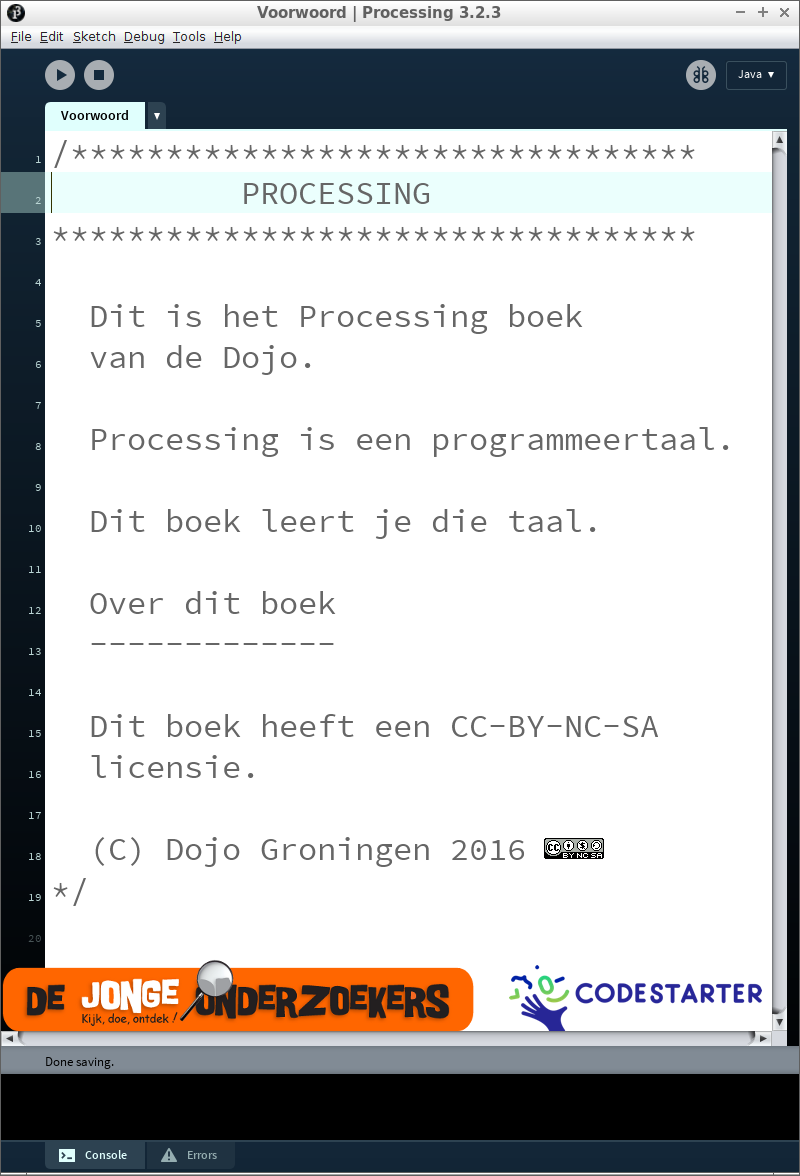 Voorwoord | Processing 3.2.3
File Edit Sketch Debug Tools Help
Java ▼
Voorwoord ▼
1 /*********************************
2 PROCESSING
3 **********************************
4
5 Dit is het Processing boek
6 van de Dojo.
7
8 Processing is een programmeertaal.
9
10 Dit boek leert je die taal.
11
12 Over dit boek
13 -------------
14
15 Dit boek heeft een CC-BY-NC-SA
16 licensie.
17
18 (C) Dojo Groningen 2016 CC BY NC SA
19 */
20
DE JONGE ONDERZOEKERS
Kijk, doe, ontdek!
CODESTARTER
Done saving.
Console Errors